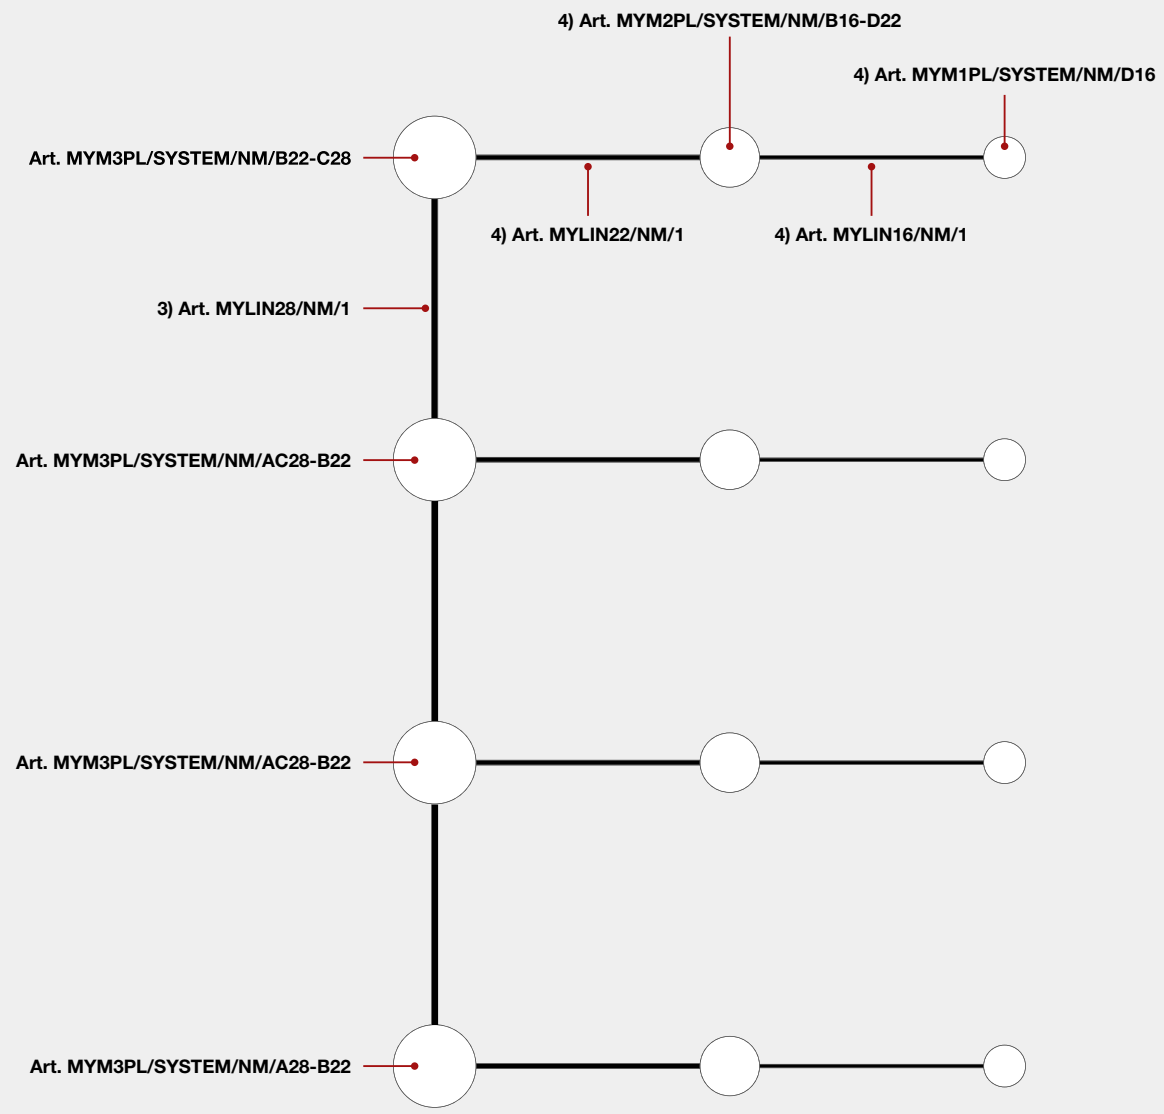 4) Art. MYM2PL/SYSTEM/NM/B16-D22
4) Art. MYM1PL/SYSTEM/NM/D16
Art. MYM3PL/SYSTEM/NM/B22-C28
4) Art. MYLIN22/NM/1
4) Art. MYLIN16/NM/1
3) Art. MYLIN28/NM/1
Art. MYM3PL/SYSTEM/NM/AC28-B22
Art. MYM3PL/SYSTEM/NM/AC28-B22
Art. MYM3PL/SYSTEM/NM/A28-B22